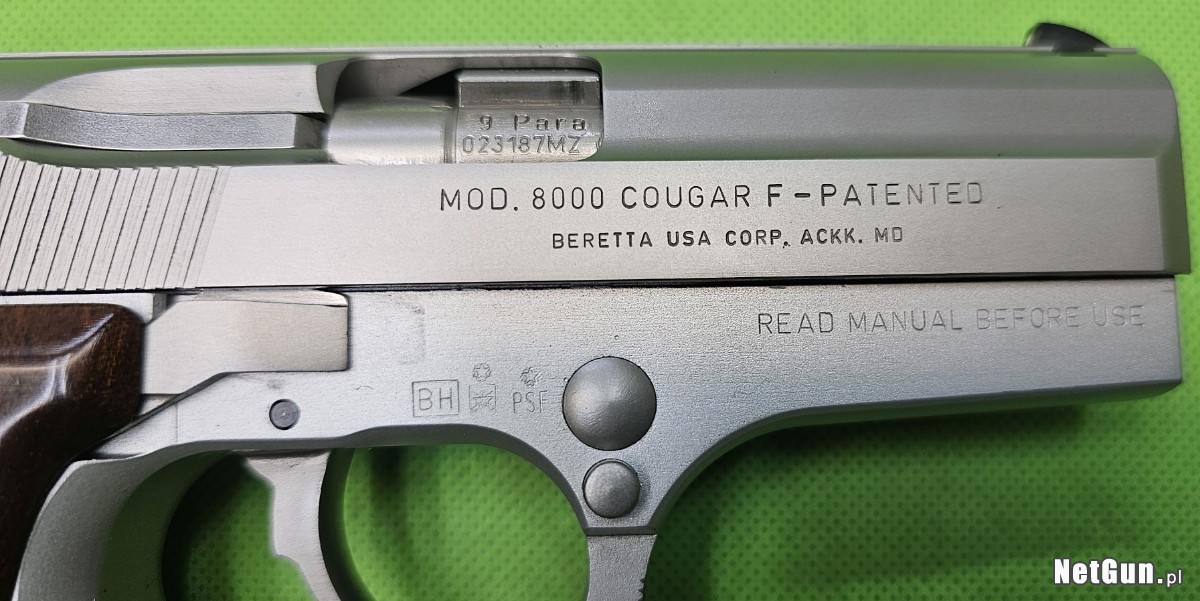 9 Para
023187MZ
MOD. 8000 COUGAR F-PATENTED
BERETTA USA CORP. ACKK. MD
READ MANUAL BEFORE USE
BH
PSF
NetGun.pl